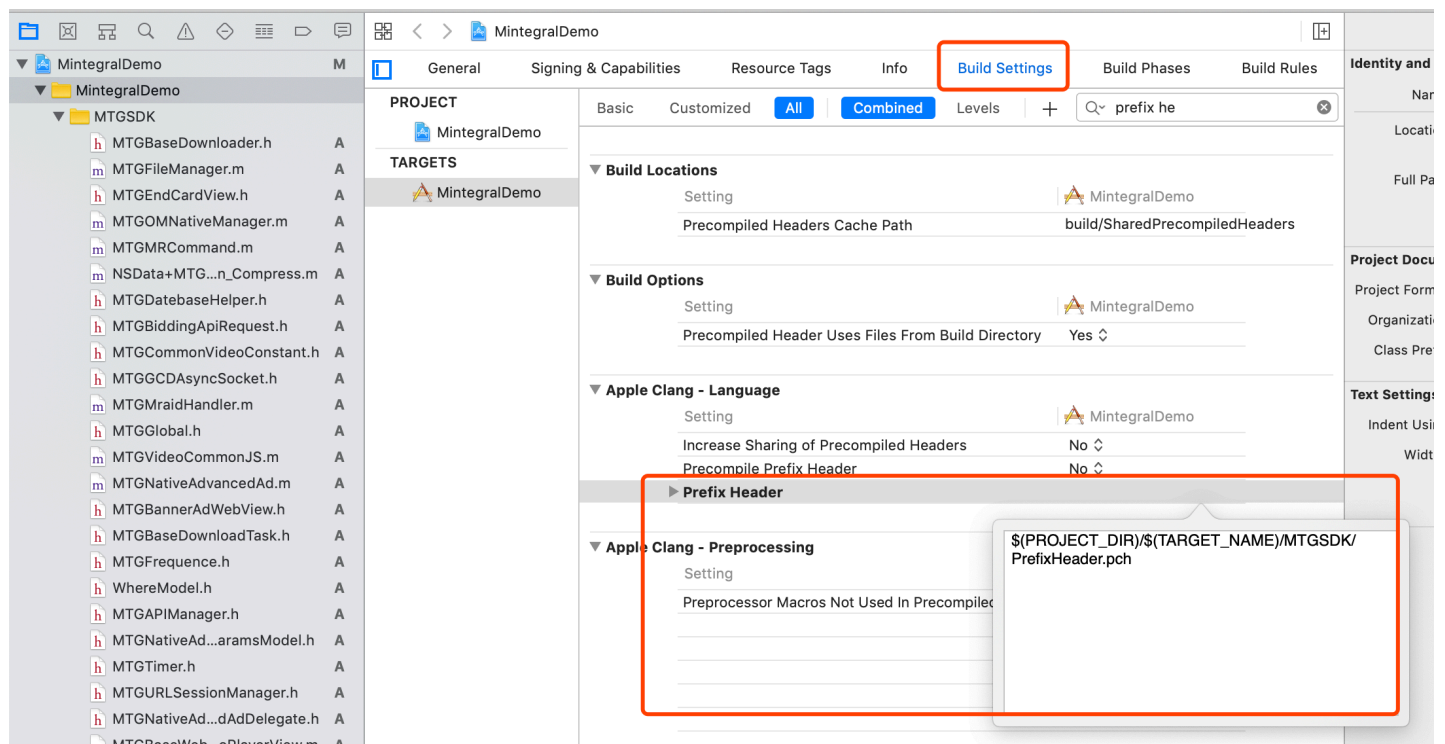 MintegralDemo
General Signing & Capabilities Resource Tags Info Build Settings Build Phases Build Rules
Basic Customized All Combined Levels prefix he
MintegralDemo M
MintegralDemo
MTGSDK
MTGBaseDownloader.h A
MTGFileManager.m A
MTGEndCardView.h A
MTGOMNativeManager.m A
MTGMRCommand.m A
NSData+MTG...n_Compress.m A
MTGDatebaseHelper.h A
MTGBiddingApiRequest.h A
MTGCommonVideoConstant.h A
MTGGCDAsyncSocket.h A
MTGMraidHandler.m A
MTGGlobal.h A
MTGVideoCommonJS.m A
MTGNativeAdvancedAd.m A
MTGBannerAdWebView.h A
MTGBaseDownloadTask.h A
MTGFrequence.h A
WhereModel.h A
MTGAPIManager.h A
MTGNativeAd...aramsModel.h A
MTGTimer.h A
MTGURLSessionManager.h A
MTGNativeAd...dAdDelegate.h A
PROJECT
MintegralDemo
TARGETS
MintegralDemo
Build Locations
Setting MintegralDemo
Precompiled Headers Cache Path build/SharedPrecompiledHeaders
Build Options
Setting MintegralDemo
Precompiled Header Uses Files From Build Directory Yes
Apple Clang - Language
Setting MintegralDemo
Increase Sharing of Precompiled Headers No
Precompile Prefix Header No
Prefix Header
Apple Clang - Preprocessing
Setting
Preprocessor Macros Not Used In Precompiled
$(PROJECT_DIR)/$(TARGET_NAME)/MTGSDK/
PrefixHeader.pch
Identity and
Full
Project
Project
Class
Text Settings
Indent